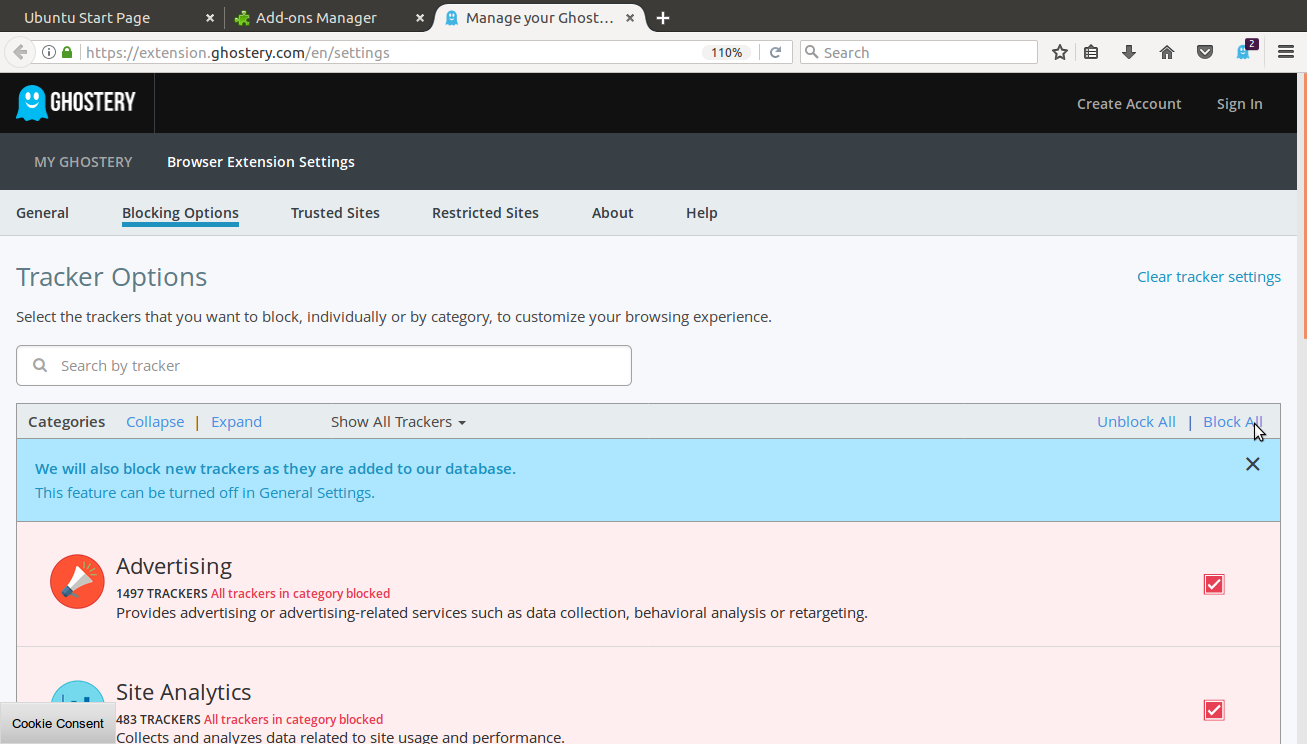 Ubuntu Start Page
Add-ons Manager
Manage your Ghost…
https://extension.ghostery.com/en/settings
110%
Search
2
GHOSTERY
Create Account
Sign In
MY GHOSTERY
Browser Extension Settings
General
Blocking Options
Trusted Sites
Restricted Sites
About
Help
Tracker Options
Clear tracker settings
Select the trackers that you want to block, individually or by category, to customize your browsing experience.
Search by tracker
Categories
Collapse | Expand
Show All Trackers
Unblock All | Block All
We will also block new trackers as they are added to our database.
This feature can be turned off in General Settings.
Advertising
1497 TRACKERS All trackers in category blocked
Provides advertising or advertising-related services such as data collection, behavioral analysis or retargeting.
Site Analytics
483 TRACKERS All trackers in category blocked
Collects and analyzes data related to site usage and performance.
Cookie Consent